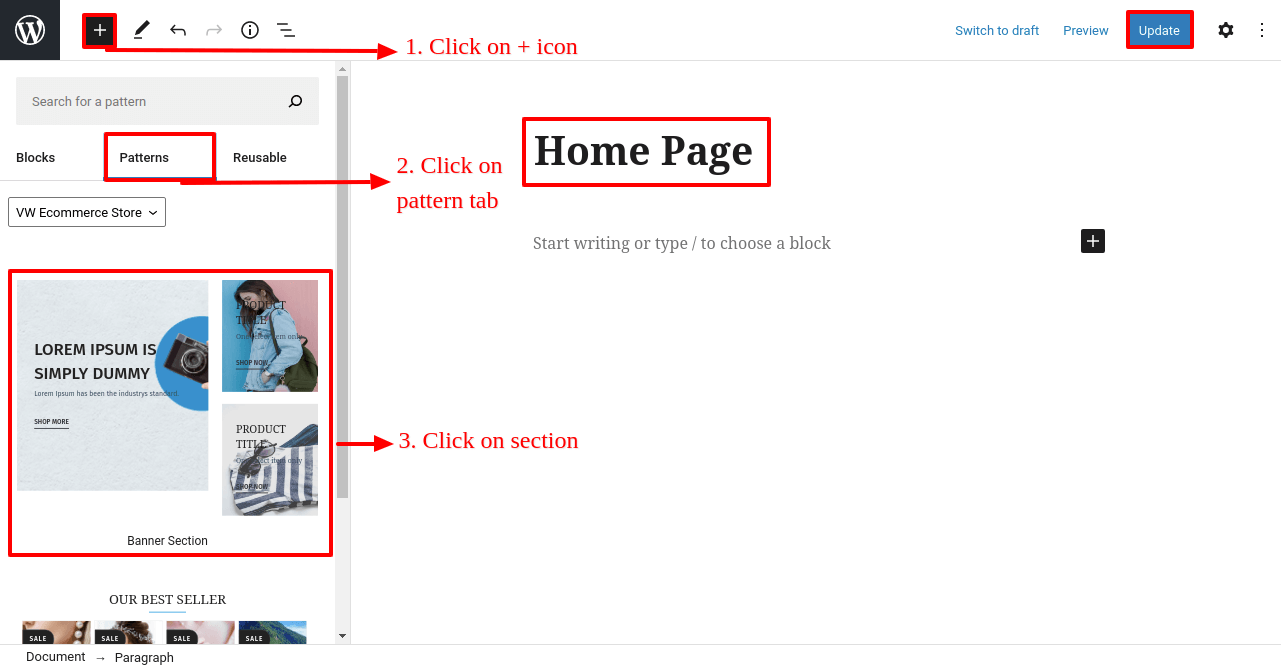 Switch to draft
Preview
Update
1. Click on + icon
Search for a pattern
Blocks
Patterns
Reusable
2. Click on
pattern tab
VW Ecommerce Store
Home Page
Start writing or type / to choose a block
LOREM IPSUM IS
SIMPLY DUMMY
Lorem Ipsum has been the industrys standard.
SHOP MORE
PRODUCT
TITLE
SHOP NOW
PRODUCT
TITLE
SHOP NOW
3. Click on section
Banner Section
OUR BEST SELLER
SALE
SALE
SALE
SALE
Document → Paragraph